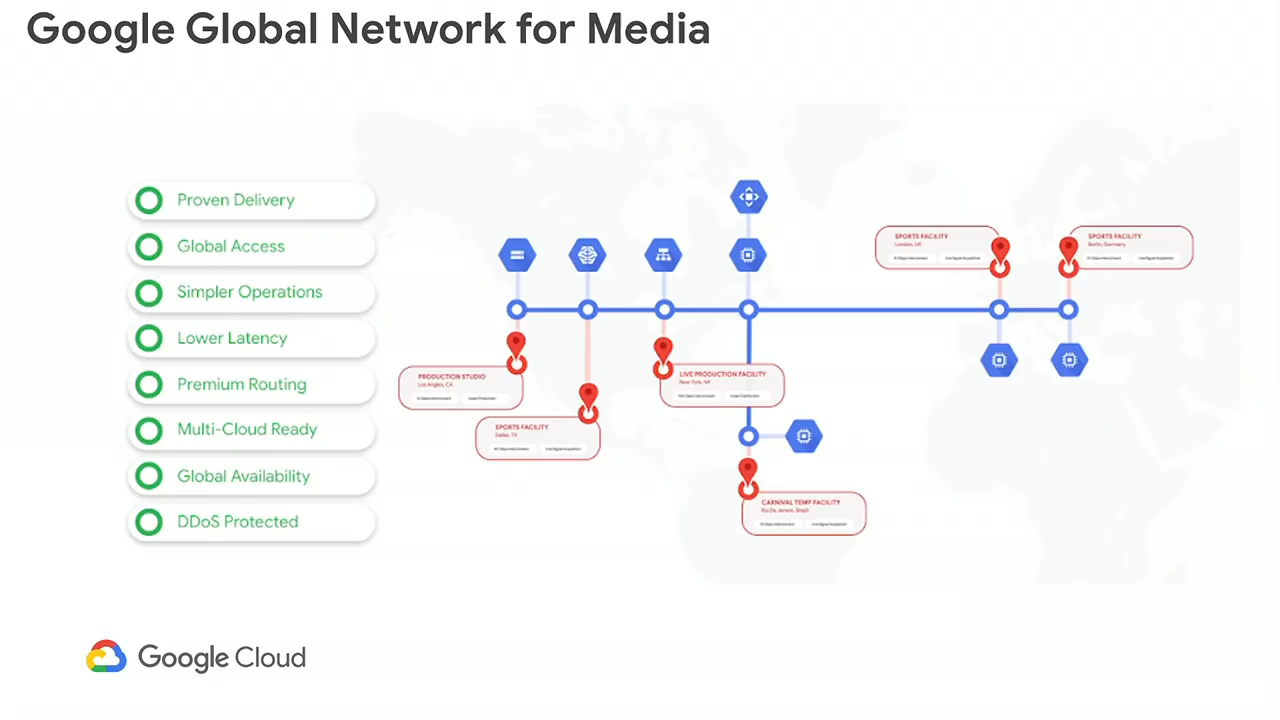 Google Global Network for Media
Proven Delivery
Global Access
Simpler Operations
Lower Latency
Premium Routing
Multi-Cloud Ready
Global Availability
DDoS Protected
SPORTS FACILITY
London, UK
SPORTS FACILITY
Berlin, Germany
PRODUCTION STUDIO
Los Angles, CA
LIVE PRODUCTION FACILITY
New York, NY
SPORTS FACILITY
Dallas, TX
CARNIVAL TEMP FACILITY
Rio De Janero, Brazil
Google Cloud